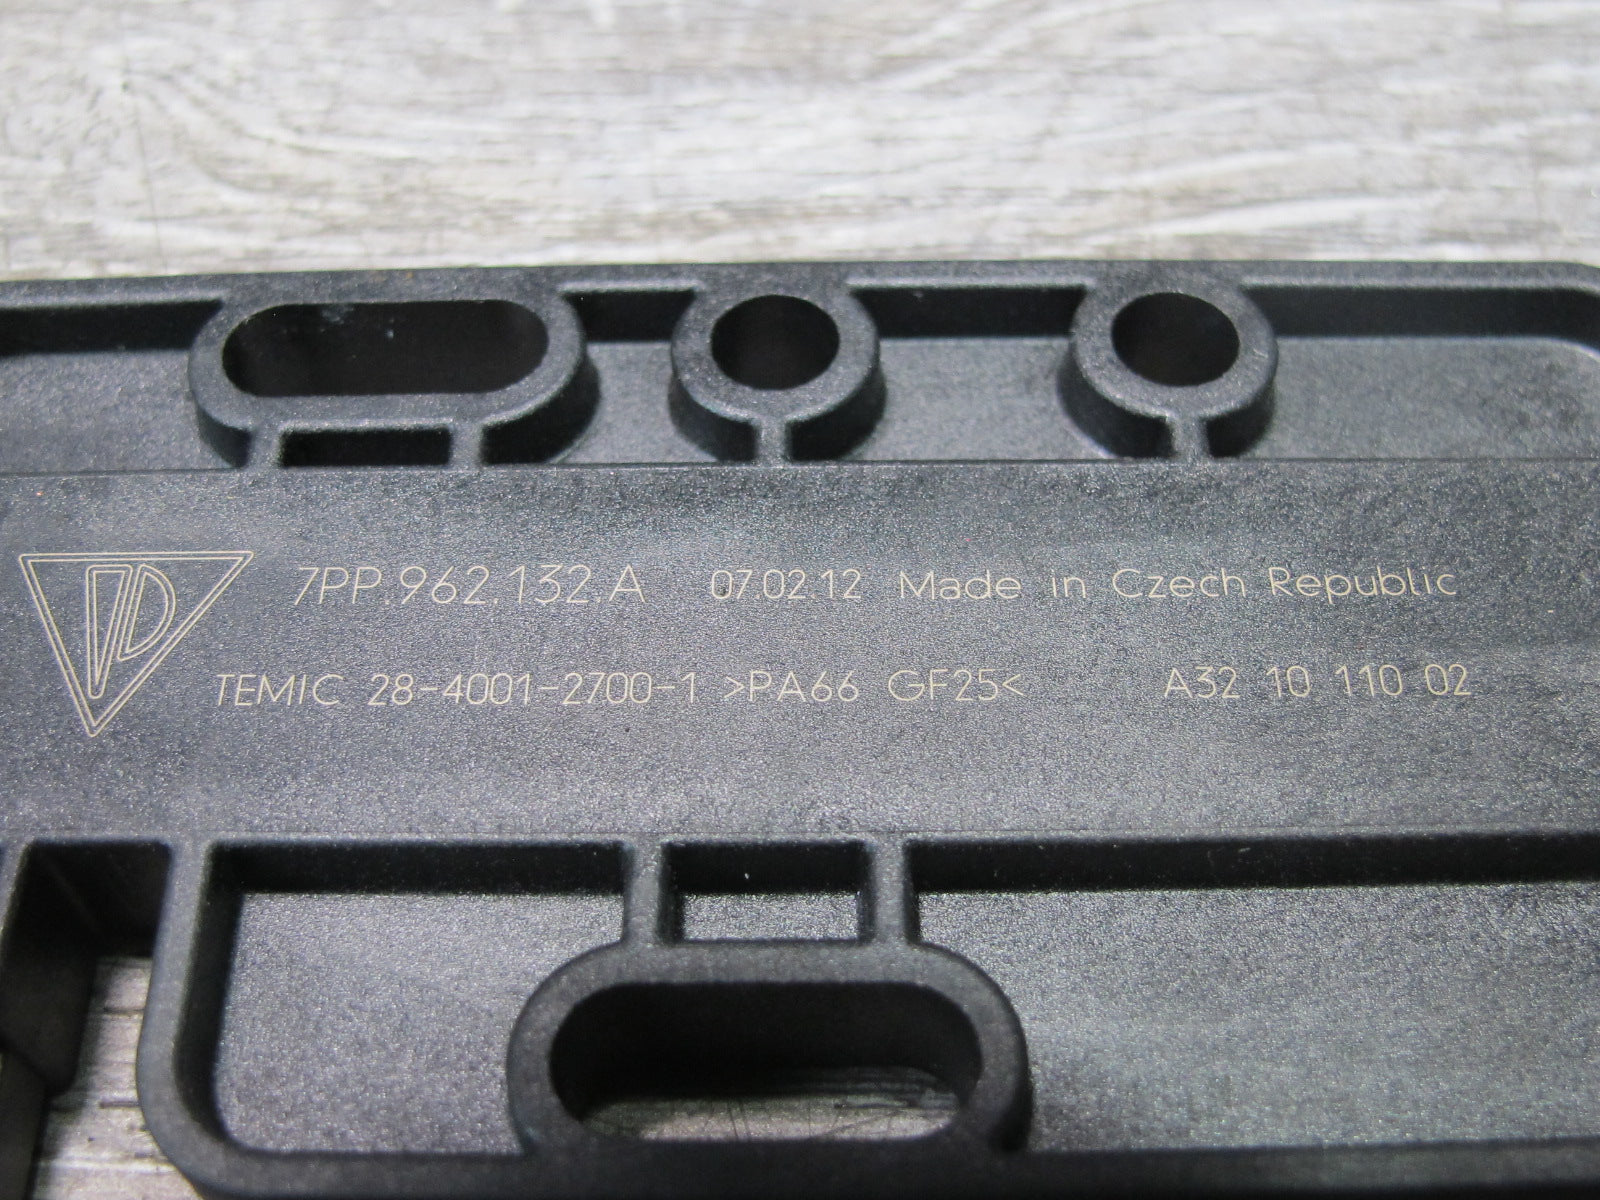 7PP.962.132.A 07.02.12 Made in Czech Republic
TEMIC 28-4001-2700-1 >PA66 GF25< A32 10 110 02